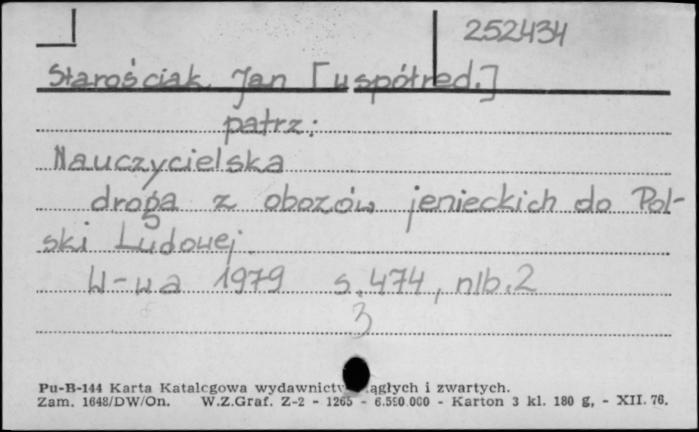 252434
Starościak Jan [współred.]
patrz:
Nauczycielska
droga z obozów jenieckich do Pol-
ski Ludowej.
W-wa 1979 s. 474, nlb. 2
3
Pu-B-144 Karta Katalogowa wydawnictw ągłych i zwartych.
Zam. 1648/DW/On. W.Z.Graf. Z-2 - 1265 - 6.590.000 - Karton 3 kl. 180 g, - XII. 76.